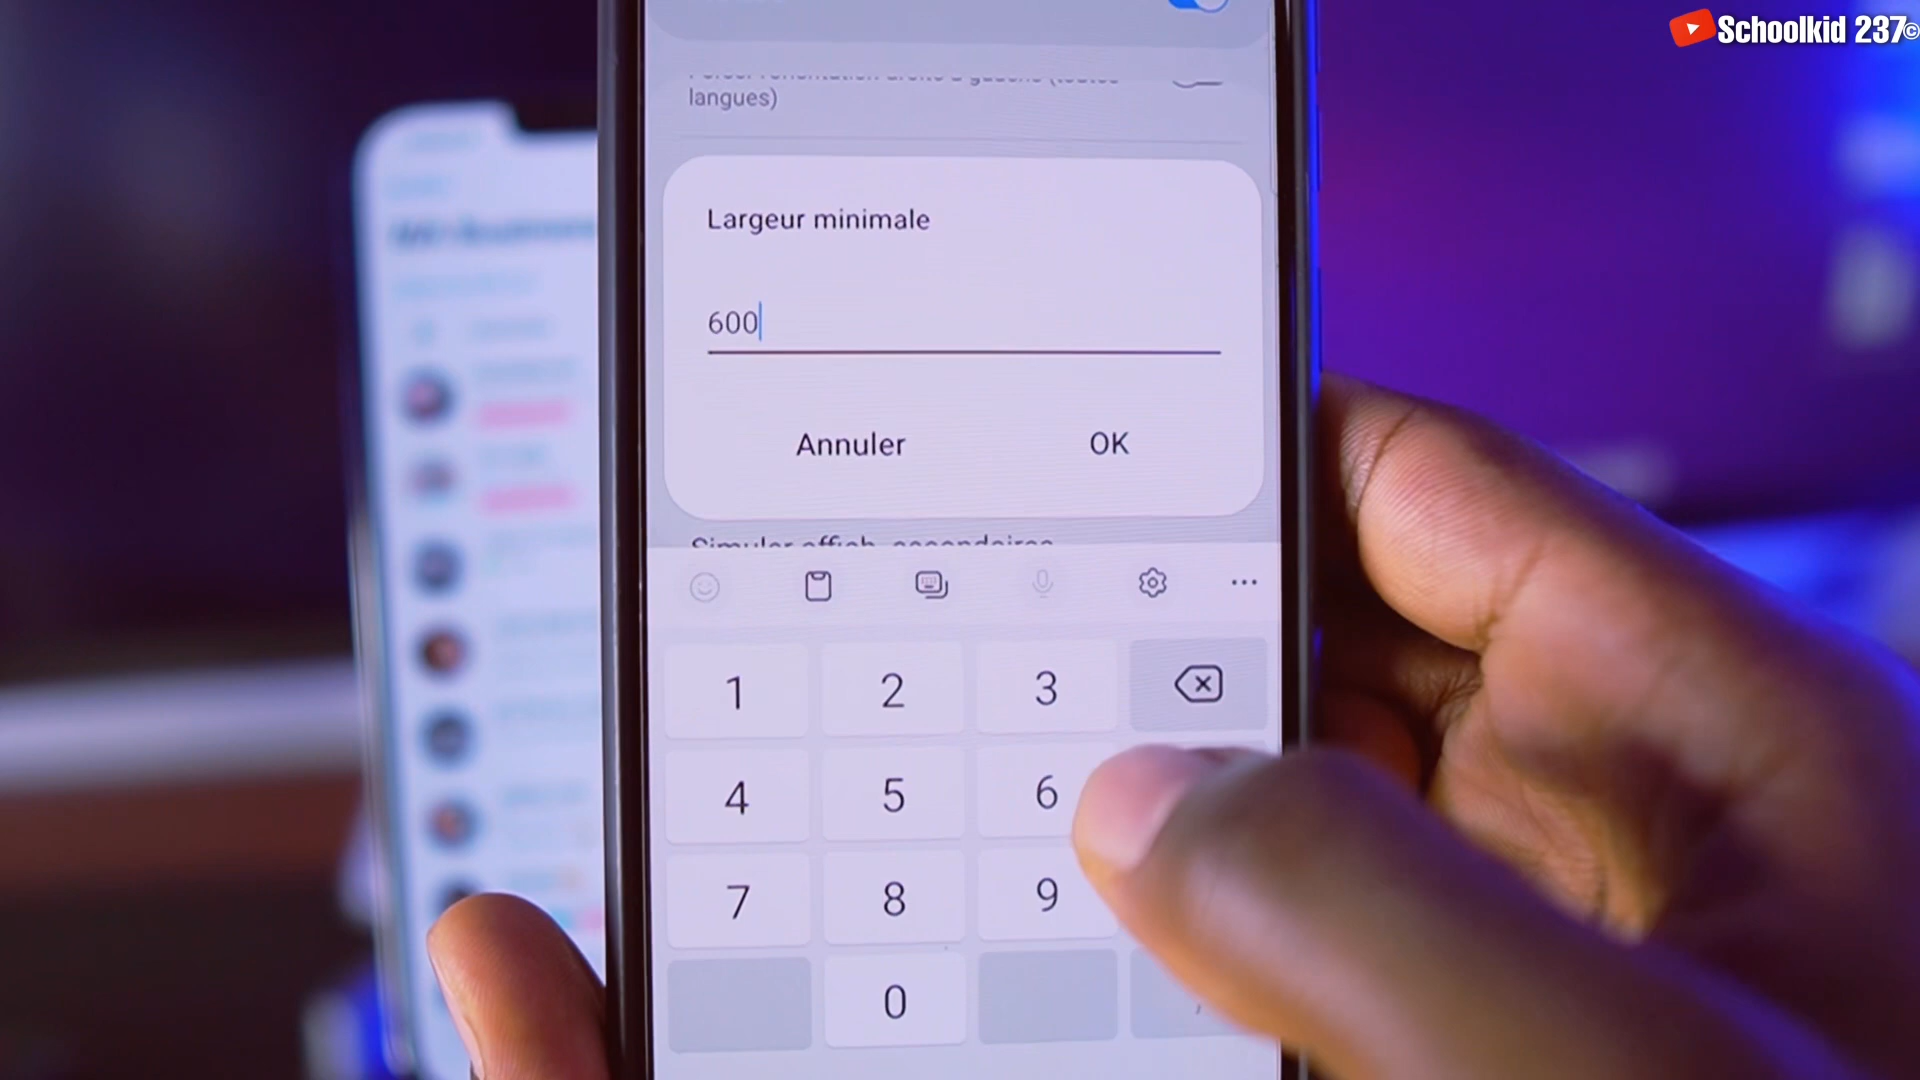 Schoolkid 237©
langues)
Largeur minimale
600
Annuler OK
1 2 3
4 5 6
7 8 9
0